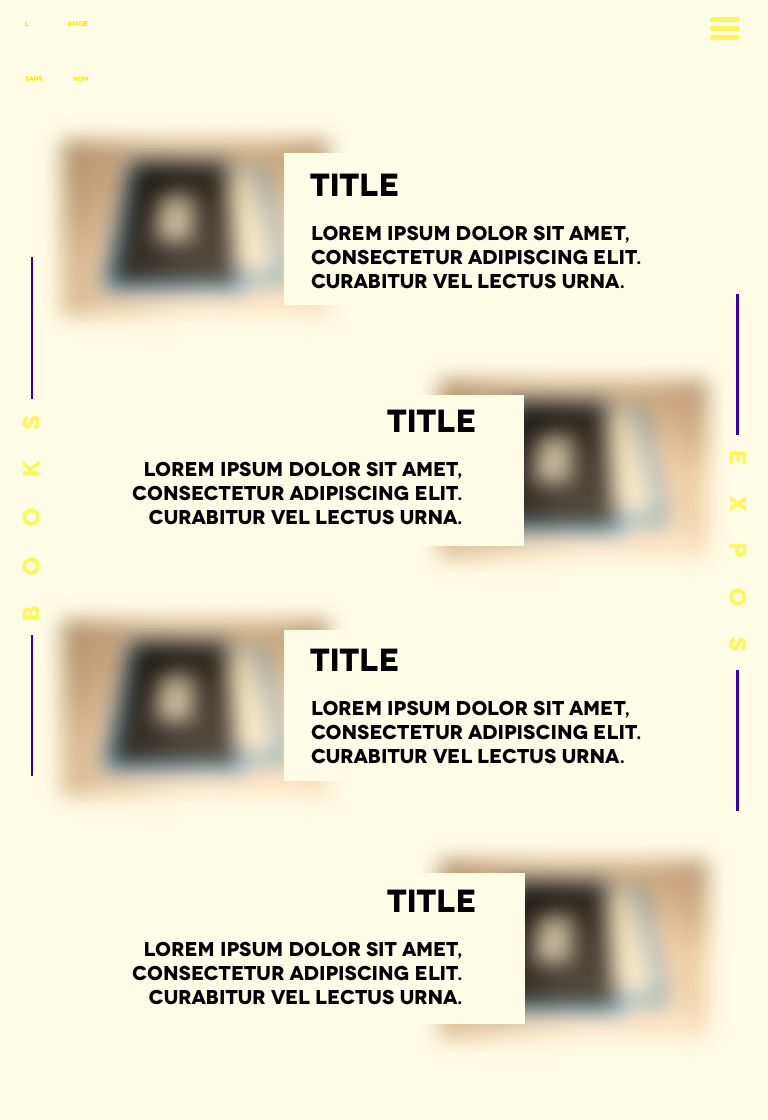 L' IMAGE
SANS NOM
TITLE
LOREM IPSUM DOLOR SIT AMET,
CONSECTETUR ADIPISCING ELIT.
CURABITUR VEL LECTUS URNA.
TITLE
LOREM IPSUM DOLOR SIT AMET,
CONSECTETUR ADIPISCING ELIT.
CURABITUR VEL LECTUS URNA.
BOOKS
EXPOS
TITLE
LOREM IPSUM DOLOR SIT AMET,
CONSECTETUR ADIPISCING ELIT.
CURABITUR VEL LECTUS URNA.
TITLE
LOREM IPSUM DOLOR SIT AMET,
CONSECTETUR ADIPISCING ELIT.
CURABITUR VEL LECTUS URNA.